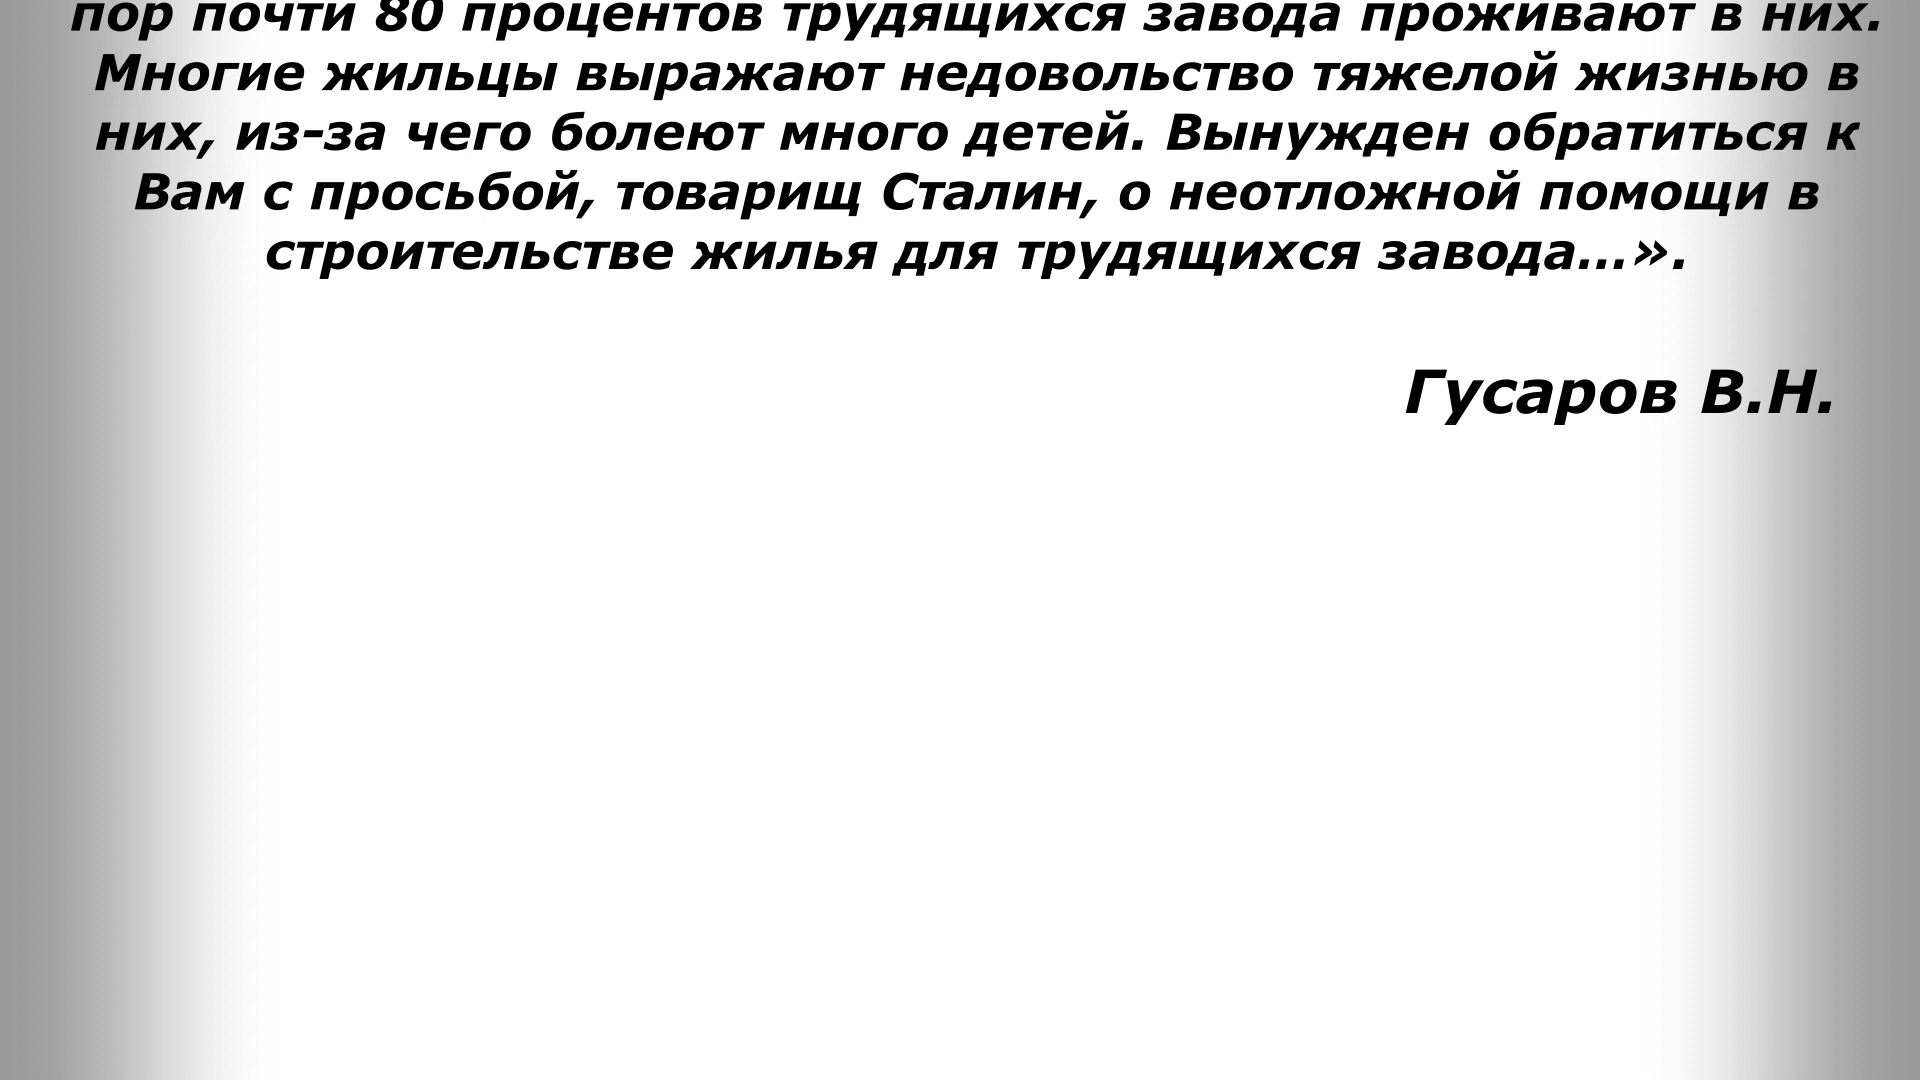 пор почти 80 процентов трудящихся завода проживают в них.
Многие жильцы выражают недовольство тяжелой жизнью в
них, из-за чего болеют много детей. Вынужден обратиться к
Вам с просьбой, товарищ Сталин, о неотложной помощи в
строительстве жилья для трудящихся завода…».
Гусаров В.Н.